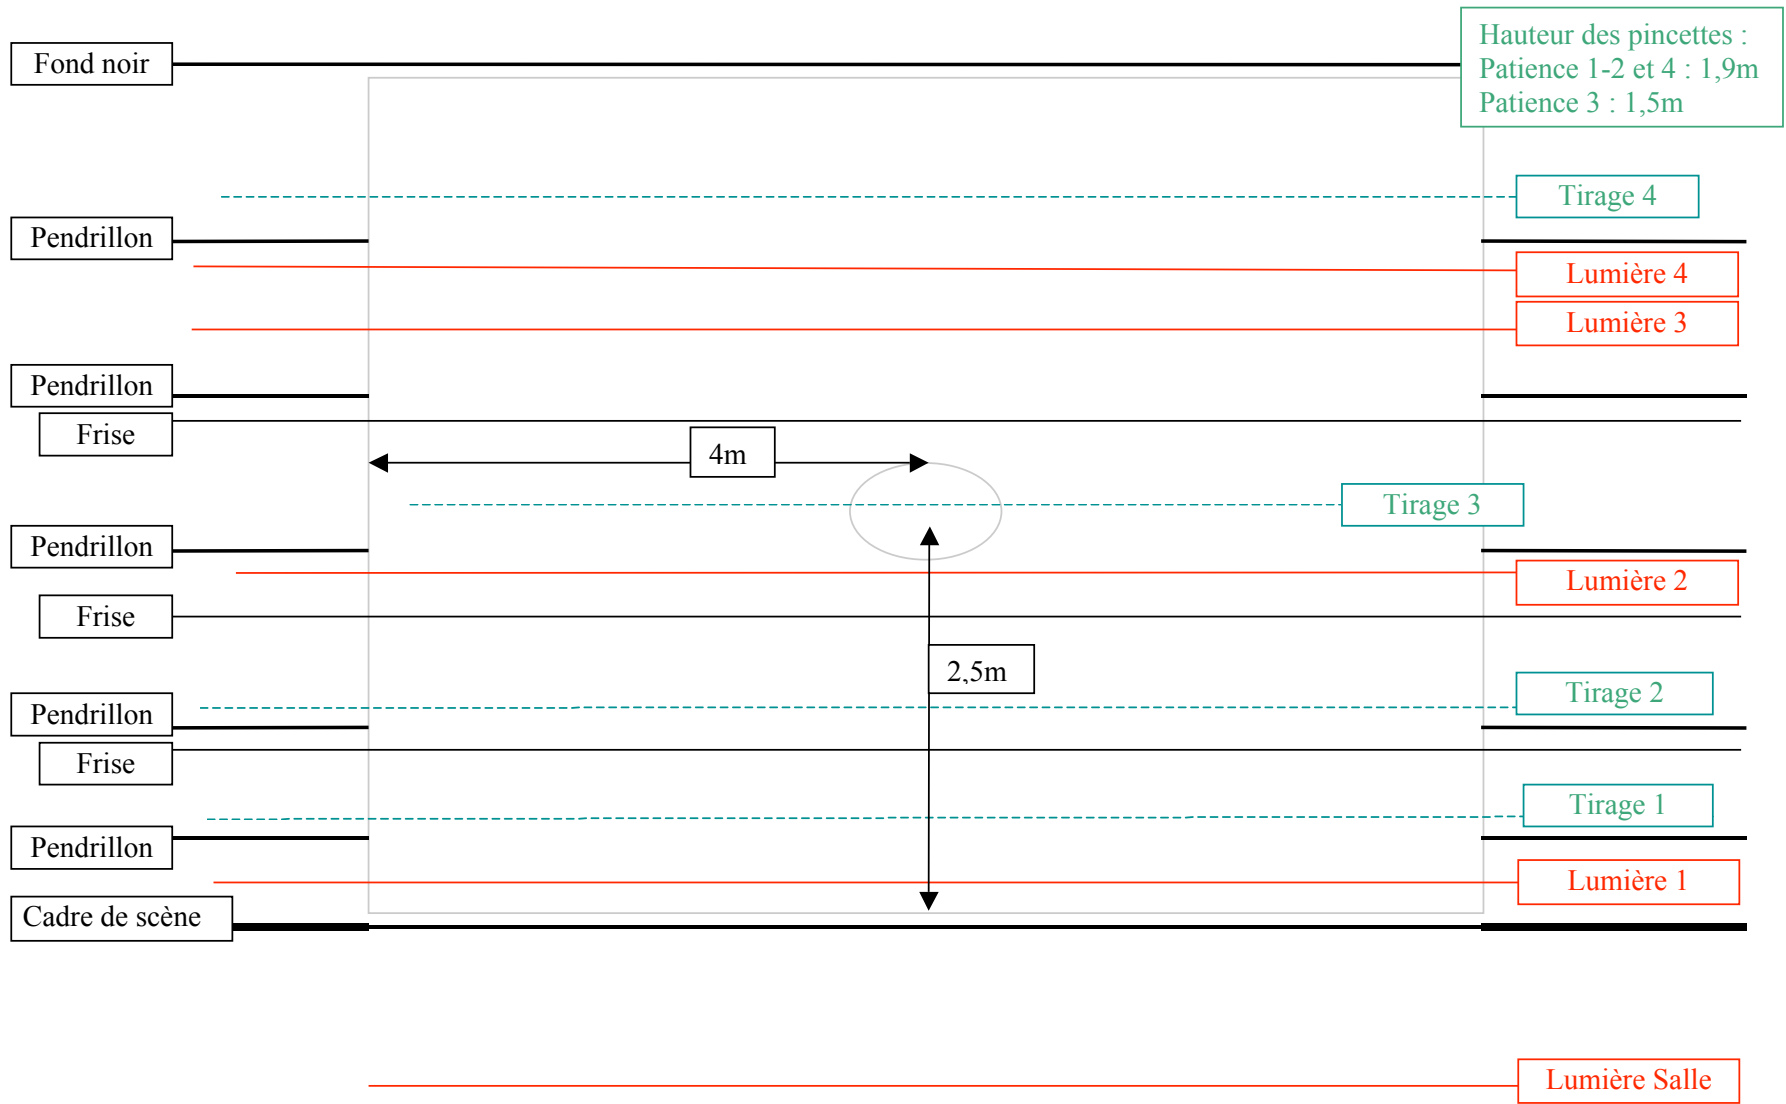 Hauteur des pincettes :
Patience 1-2 et 4 : 1,9m
Patience 3 : 1,5m
Fond noir
Tirage 4
Pendrillon
Lumière 4
Lumière 3
Pendrillon
Frise
4m
Tirage 3
Pendrillon
Lumière 2
Frise
2,5m
Tirage 2
Pendrillon
Frise
Tirage 1
Pendrillon
Lumière 1
Cadre de scène
Lumière Salle